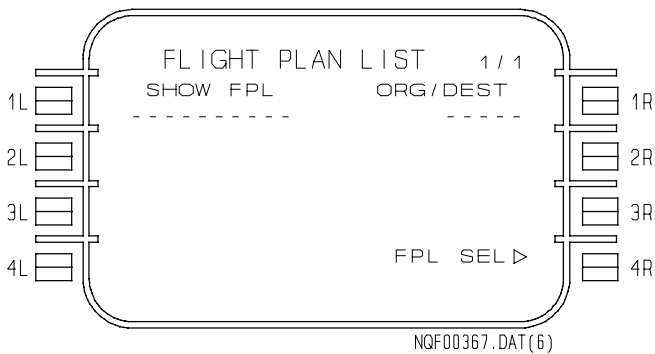 FLIGHT PLAN LIST 1/1
SHOW FPL ORG/DEST
1L ---------- ----- 1R
2L 2R
3L 3R
4L FPL SEL▷ 4R
NQF00367.DAT(6)